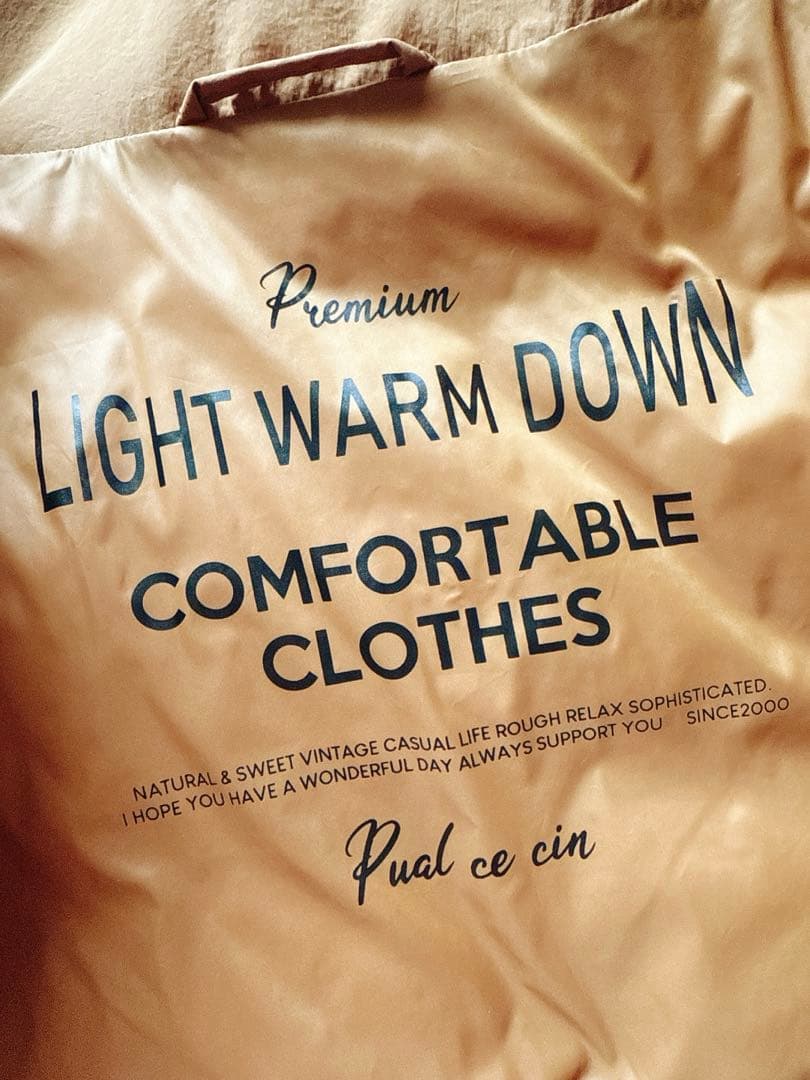 Premium
LIGHT WARM DOWN
COMFORTABLE
CLOTHES
NATURAL & SWEET VINTAGE CASUAL LIFE ROUGH RELAX SOPHISTICATED.
I HOPE YOU HAVE A WONDERFUL DAY ALWAYS SUPPORT YOU SINCE2000
Pual ce cin